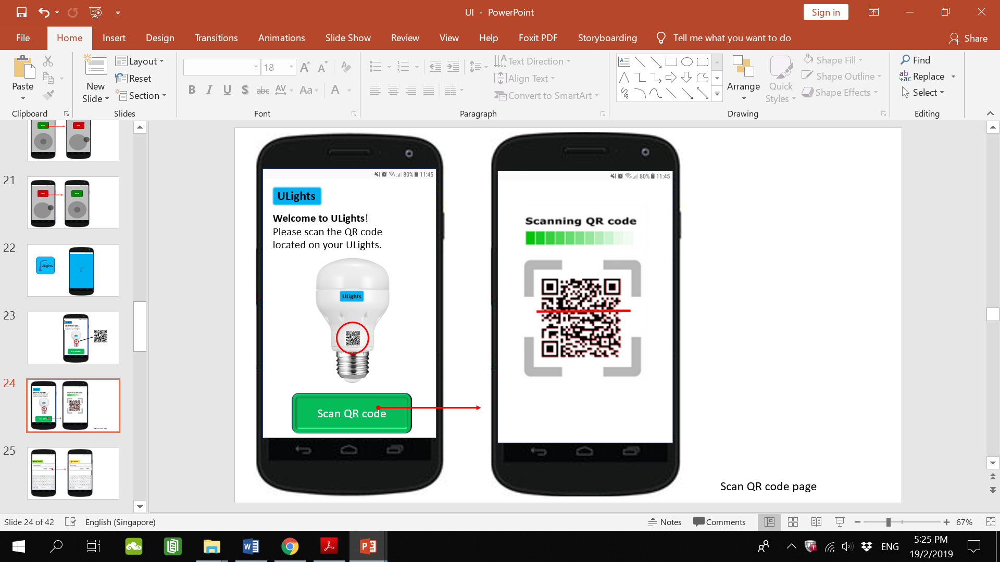 UI - PowerPoint
Sign in
File Home Insert Design Transitions Animations Slide Show Review View Help Foxit PDF Storyboarding Tell me what you want to do Share
Paste
New Slide
Layout
Reset
Section
18
B I U S abc AV Aa A
Text Direction
Align Text
Convert to SmartArt
Arrange
Quick Styles
Shape Fill
Shape Outline
Shape Effects
Find
Replace
Select
Clipboard Slides Font Paragraph Drawing Editing
21
22
ULights
23
24
25
80% 11:45
ULights
Welcome to ULights!
Please scan the QR code
located on your ULights.
ULights
Scan QR code
80% 11:45
Scanning QR code
Scan QR code page
Slide 24 of 42 English (Singapore) Notes Comments 67%
ENG
5:25 PM
19/2/2019